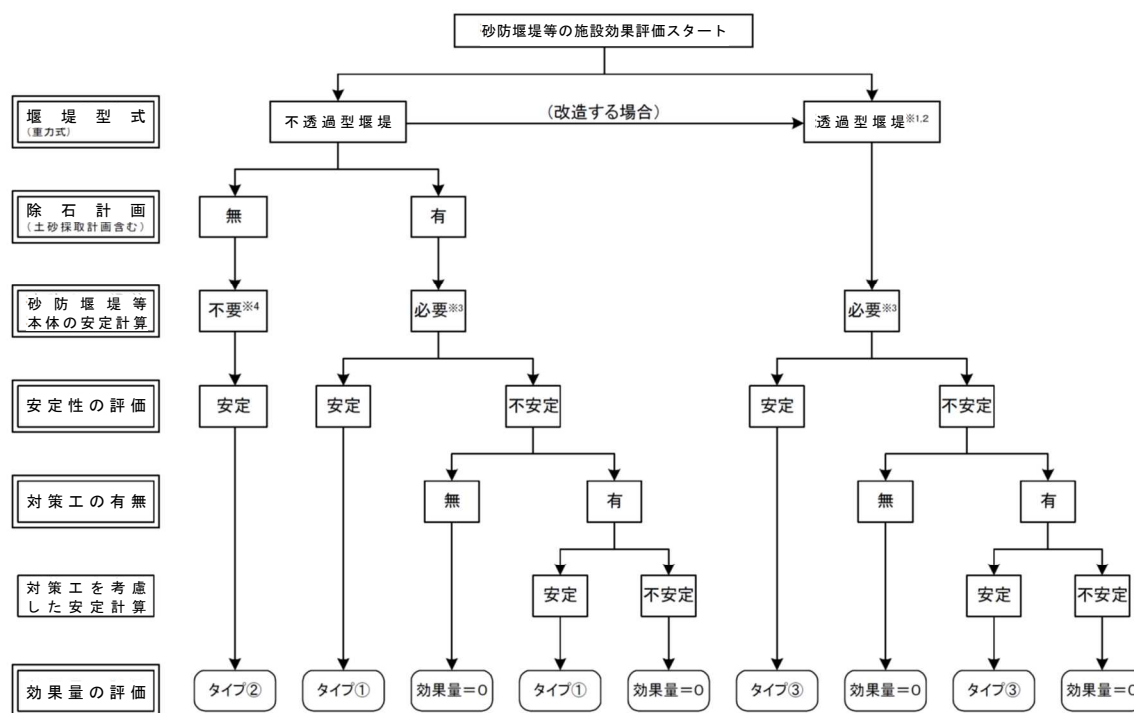 砂防堰堤等の施設効果評価スタート
堰堤型式
(重力式)
不透過型堰堤
(改造する場合)
透過型堰堤※1,2
除石計画
(土砂採取計画含む)
無
有
砂防堰堤等
本体の安定計算
不要※4
必要※3
必要※3
安定性の評価
安定
安定
不安定
安定
不安定
対策工の有無
無
有
無
有
対策工を考慮
した安定計算
安定
不安定
安定
不安定
効果量の評価
タイプ②
タイプ①
効果量=0
タイプ①
効果量=0
タイプ③
効果量=0
タイプ③
効果量=0